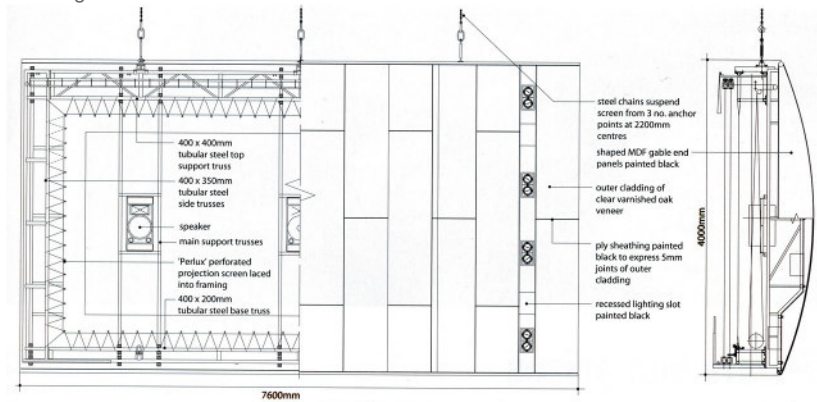 400 x 400mm
tubular steel top
support truss
400 x 350mm
tubular steel
side trusses
speaker
main support trusses
'Perlux' perforated
projection screen laced
into framing
400 x 200mm
tubular steel base truss
7600mm
steel chains suspend
screen from 3 no. anchor
points at 2200mm
centres
shaped MDF gable end
panels painted black
outer cladding of
clear varnished oak
veneer
ply sheathing painted
black to express 5mm
joints of outer
cladding
recessed lighting slot
painted black
4000mm